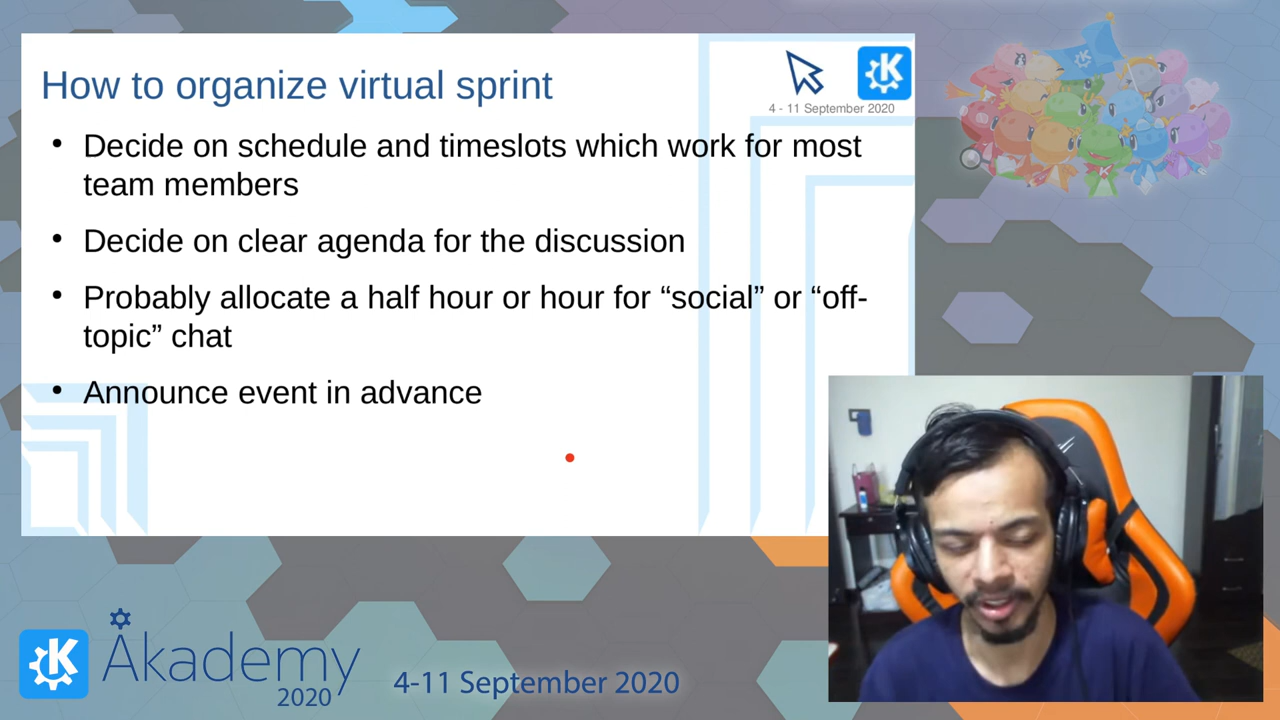 How to organize virtual sprint
4 - 11 September 2020
• Decide on schedule and timeslots which work for most
team members
• Decide on clear agenda for the discussion
• Probably allocate a half hour or hour for “social” or “off-
topic” chat
• Announce event in advance
Akademy
2020
4-11 September 2020